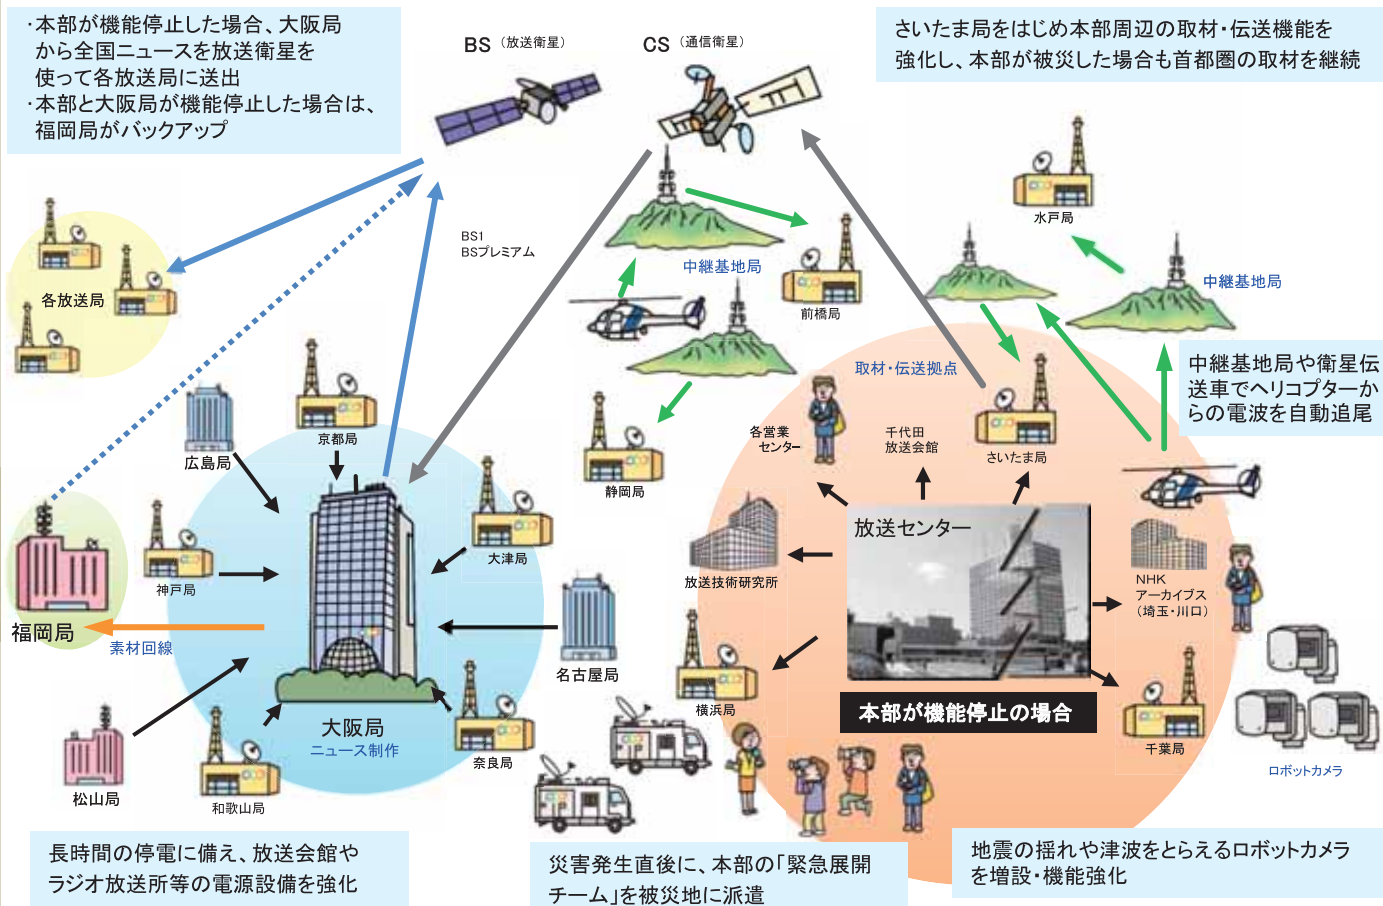 ・本部が機能停止した場合、大阪局
から全国ニュースを放送衛星を
使って各放送局に送出
・本部と大阪局が機能停止した場合は、
福岡局がバックアップ
BS（放送衛星）
CS（通信衛星）
さいたま局をはじめ本部周辺の取材・伝送機能を
強化し、本部が被災した場合も首都圏の取材を継続
水戸局
BS1
BSプレミアム
中継基地局
中継基地局
各放送局
前橋局
取材・伝送拠点
中継基地局や衛星伝
送車でヘリコプターか
らの電波を自動追尾
京都局
各営業
センター
千代田
放送会館
さいたま局
広島局
静岡局
放送センター
大津局
神戸局
放送技術研究所
NHK
アーカイブス
（埼玉・川口）
福岡局
素材回線
名古屋局
横浜局
本部が機能停止の場合
大阪局
ニュース制作
奈良局
千葉局
ロボットカメラ
松山局
和歌山局
長時間の停電に備え、放送会館や
ラジオ放送所等の電源設備を強化
災害発生直後に、本部の「緊急展開
チーム」を被災地に派遣
地震の揺れや津波をとらえるロボットカメラ
を増設・機能強化